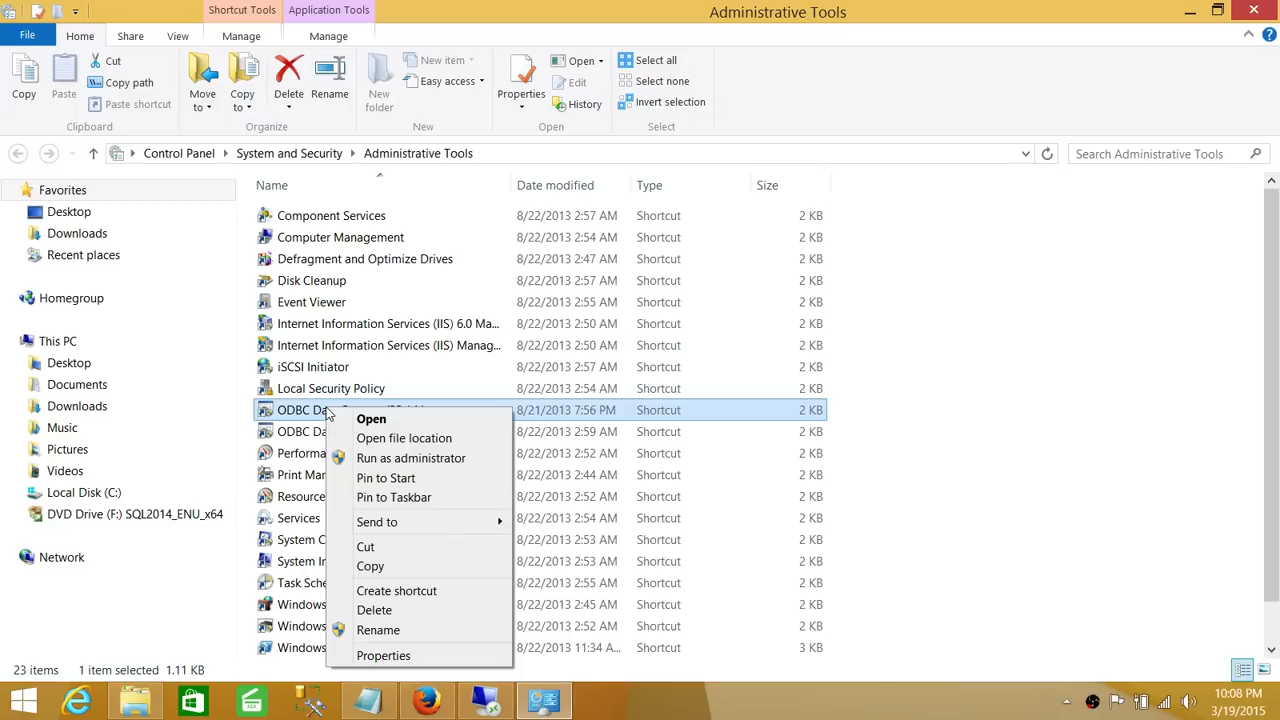 Shortcut Tools
Application Tools
Administrative Tools
File
Home
Share
View
Manage
Manage
Copy
Paste
Cut
Copy path
Paste shortcut
Clipboard
Move to
Copy to
Delete
Rename
Organize
New folder
New item
Easy access
New
Properties
Open
Edit
History
Open
Select all
Select none
Invert selection
Select
Control Panel
System and Security
Administrative Tools
Search Administrative Tools
Favorites
Desktop
Downloads
Recent places
Homegroup
This PC
Desktop
Documents
Downloads
Music
Pictures
Videos
Local Disk (C:)
DVD Drive (F:) SQL2014_ENU_x64
Network
Name Date modified Type Size
Component Services 8/22/2013 2:57 AM Shortcut 2 KB
Computer Management 8/22/2013 2:54 AM Shortcut 2 KB
Defragment and Optimize Drives 8/22/2013 2:47 AM Shortcut 2 KB
Disk Cleanup 8/22/2013 2:57 AM Shortcut 2 KB
Event Viewer 8/22/2013 2:55 AM Shortcut 2 KB
Internet Information Services (IIS) 6.0 Ma... 8/22/2013 2:50 AM Shortcut 2 KB
Internet Information Services (IIS) Manag... 8/22/2013 2:50 AM Shortcut 2 KB
iSCSI Initiator 8/22/2013 2:57 AM Shortcut 2 KB
Local Security Policy 8/22/2013 2:54 AM Shortcut 2 KB
ODBC 8/21/2013 7:56 PM Shortcut 2 KB
ODBC 8/22/2013 2:59 AM Shortcut 2 KB
Performa 8/22/2013 2:52 AM Shortcut 2 KB
Print Man 8/22/2013 2:44 AM Shortcut 2 KB
Resource 8/22/2013 2:52 AM Shortcut 2 KB
Services 8/22/2013 2:54 AM Shortcut 2 KB
System C 8/22/2013 2:53 AM Shortcut 2 KB
System In 8/22/2013 2:53 AM Shortcut 2 KB
Task Sche 8/22/2013 2:55 AM Shortcut 2 KB
Windows 8/22/2013 2:45 AM Shortcut 2 KB
Windows 8/22/2013 2:52 AM Shortcut 2 KB
Windows 8/22/2013 11:34 A... Shortcut 3 KB
Open
Open file location
Run as administrator
Pin to Start
Pin to Taskbar
Send to
Cut
Copy
Create shortcut
Delete
Rename
Properties
23 items 1 item selected 1.11 KB
10:08 PM
3/19/2015